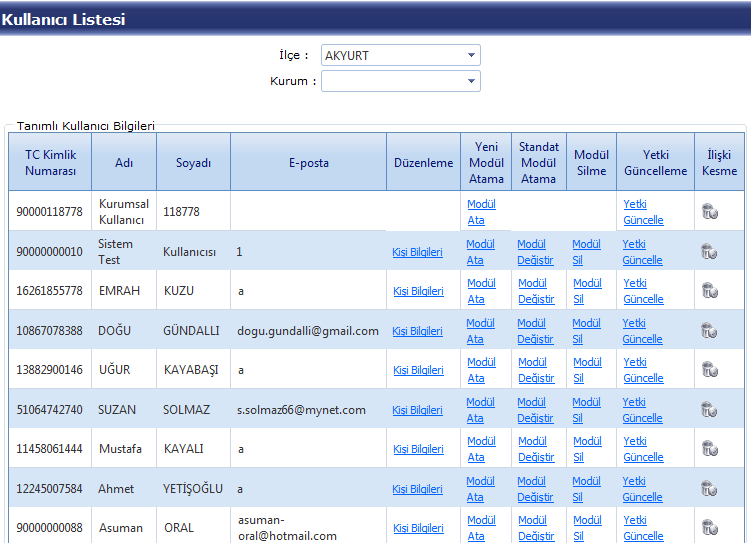 Kullanıcı Listesi
İlçe : AKYURT
Kurum :
Tanımlı Kullanıcı Bilgileri
TC Kimlik Numarası Adı Soyadı E-posta Düzenleme Yeni Modül Atama Standat Modül Atama Modül Silme Yetki Güncelleme İlişki Kesme
90000118778 Kurumsal Kullanıcı 118778 Modül Ata Yetki Güncelle
90000000010 Sistem Test Kullanıcısı 1 Kişi Bilgileri Modül Ata Modül Değiştir Modül Sil Yetki Güncelle
16261855778 EMRAH KUZU a Kişi Bilgileri Modül Ata Modül Değiştir Modül Sil Yetki Güncelle
10867078388 DOĞU GÜNDALLI dogu.gundalli@gmail.com Kişi Bilgileri Modül Ata Modül Değiştir Modül Sil Yetki Güncelle
13882900146 UĞUR KAYABAŞI a Kişi Bilgileri Modül Ata Modül Değiştir Modül Sil Yetki Güncelle
51064742740 SUZAN SOLMAZ s.solmaz66@mynet.com Kişi Bilgileri Modül Ata Modül Değiştir Modül Sil Yetki Güncelle
11458061444 Mustafa KAYALI a Kişi Bilgileri Modül Ata Modül Değiştir Modül Sil Yetki Güncelle
12245007584 Ahmet YETİŞOĞLU a Kişi Bilgileri Modül Ata Modül Değiştir Modül Sil Yetki Güncelle
90000000088 Asuman ORAL asuman-oral@hotmail.com Kişi Bilgileri Modül Ata Modül Değiştir Modül Sil Yetki Güncelle